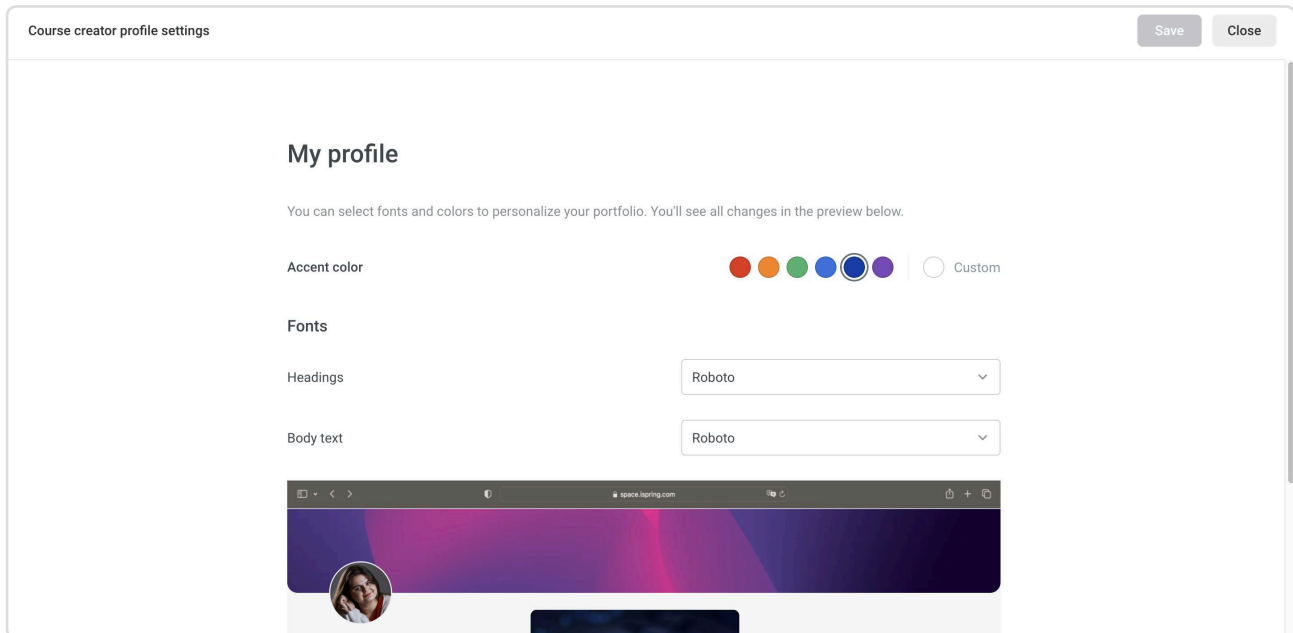 Course creator profile settings
Save
Close
My profile
You can select fonts and colors to personalize your portfolio. You'll see all changes in the preview below.
Accent color
Custom
Fonts
Headings
Roboto
Body text
Roboto
space.ispring.com